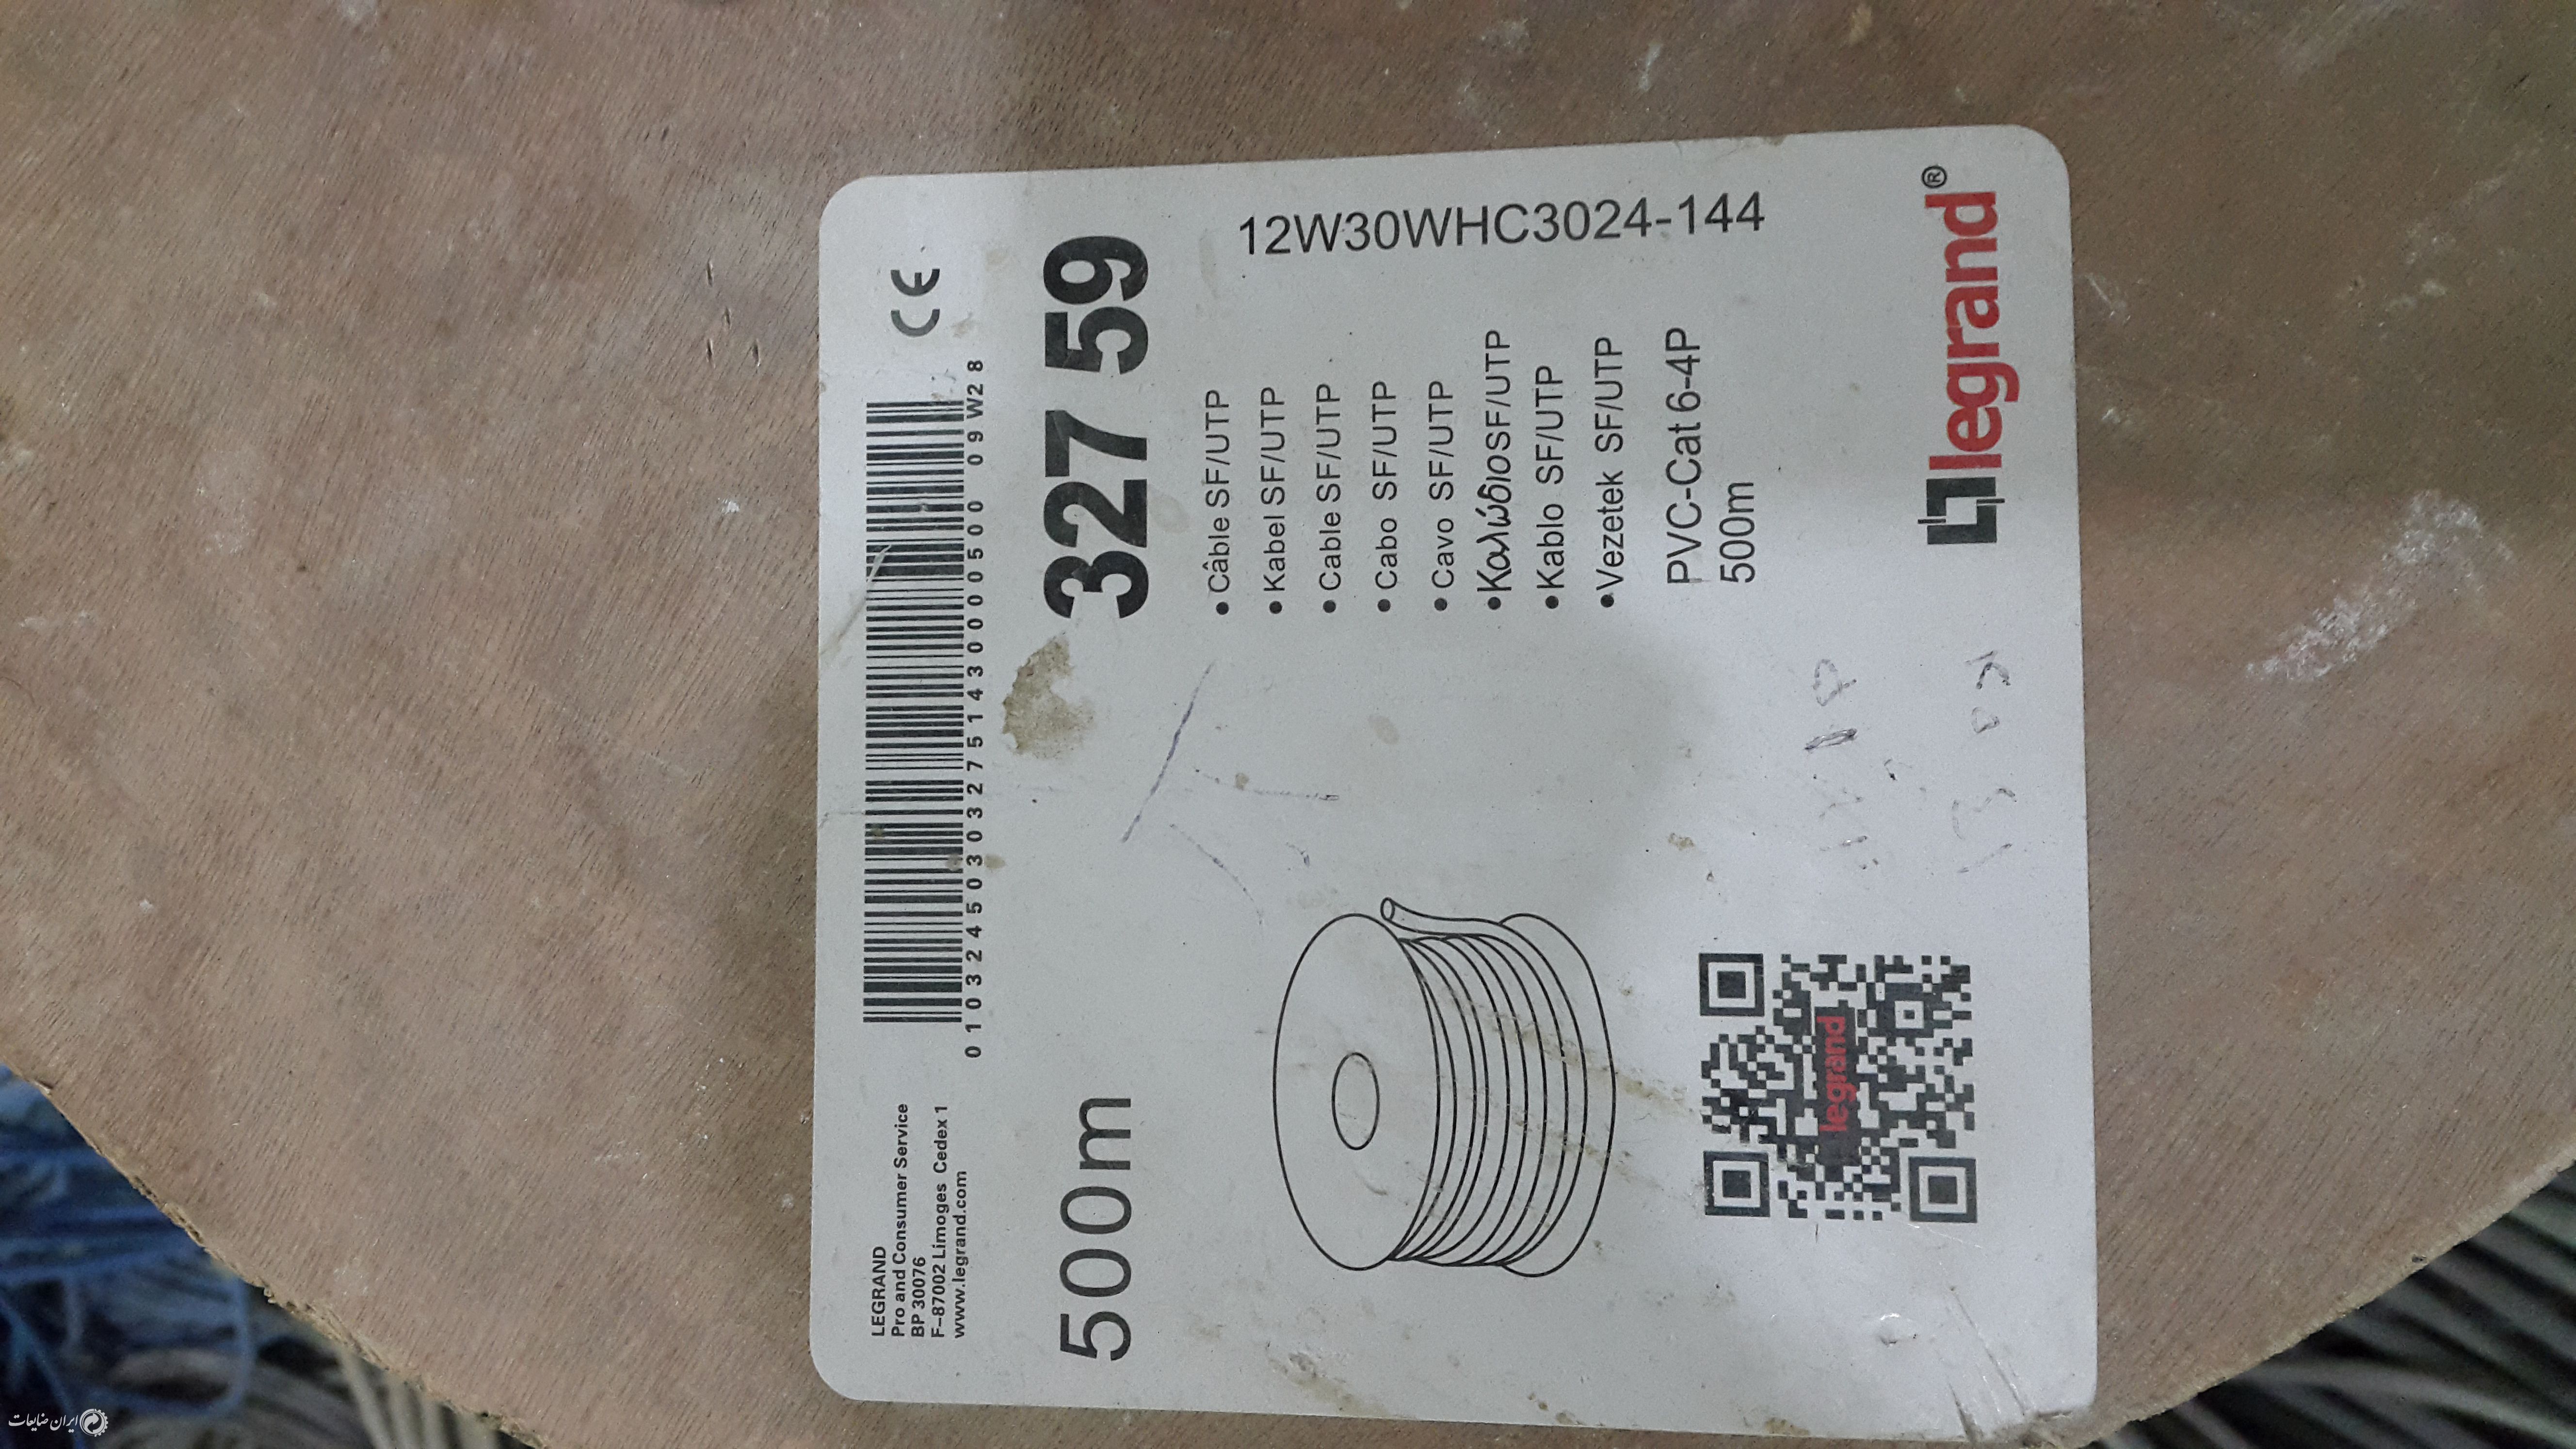 LEGRAND
Pro and Consumer Service
BP 30076
F-87002 Limoges Cedex 1
www.legrand.com
0103245030327514300000500 09W28
CE
500m
327 59
• Câble SF/UTP
• Kabel SF/UTP
• Cable SF/UTP
• Cabo SF/UTP
• Cavo SF/UTP
•ΚαλώδιοSF/UTP
•Kablo SF/UTP
•Vezetek SF/UTP
PVC-Cat 6-4P
500m
12W30WHC3024-144
legrand
legrand®
ایران ضایعات